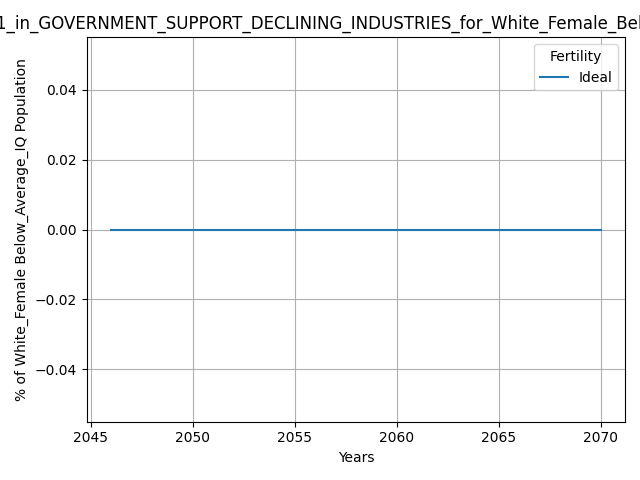 1_in_GOVERNMENT_SUPPORT_DECLINING_INDUSTRIES_for_White_Female_Bel
Fertility
Ideal
% of White_Female Below_Average_IQ Population
0.04
0.02
0.00
−0.02
−0.04
2045 2050 2055 2060 2065 2070
Years